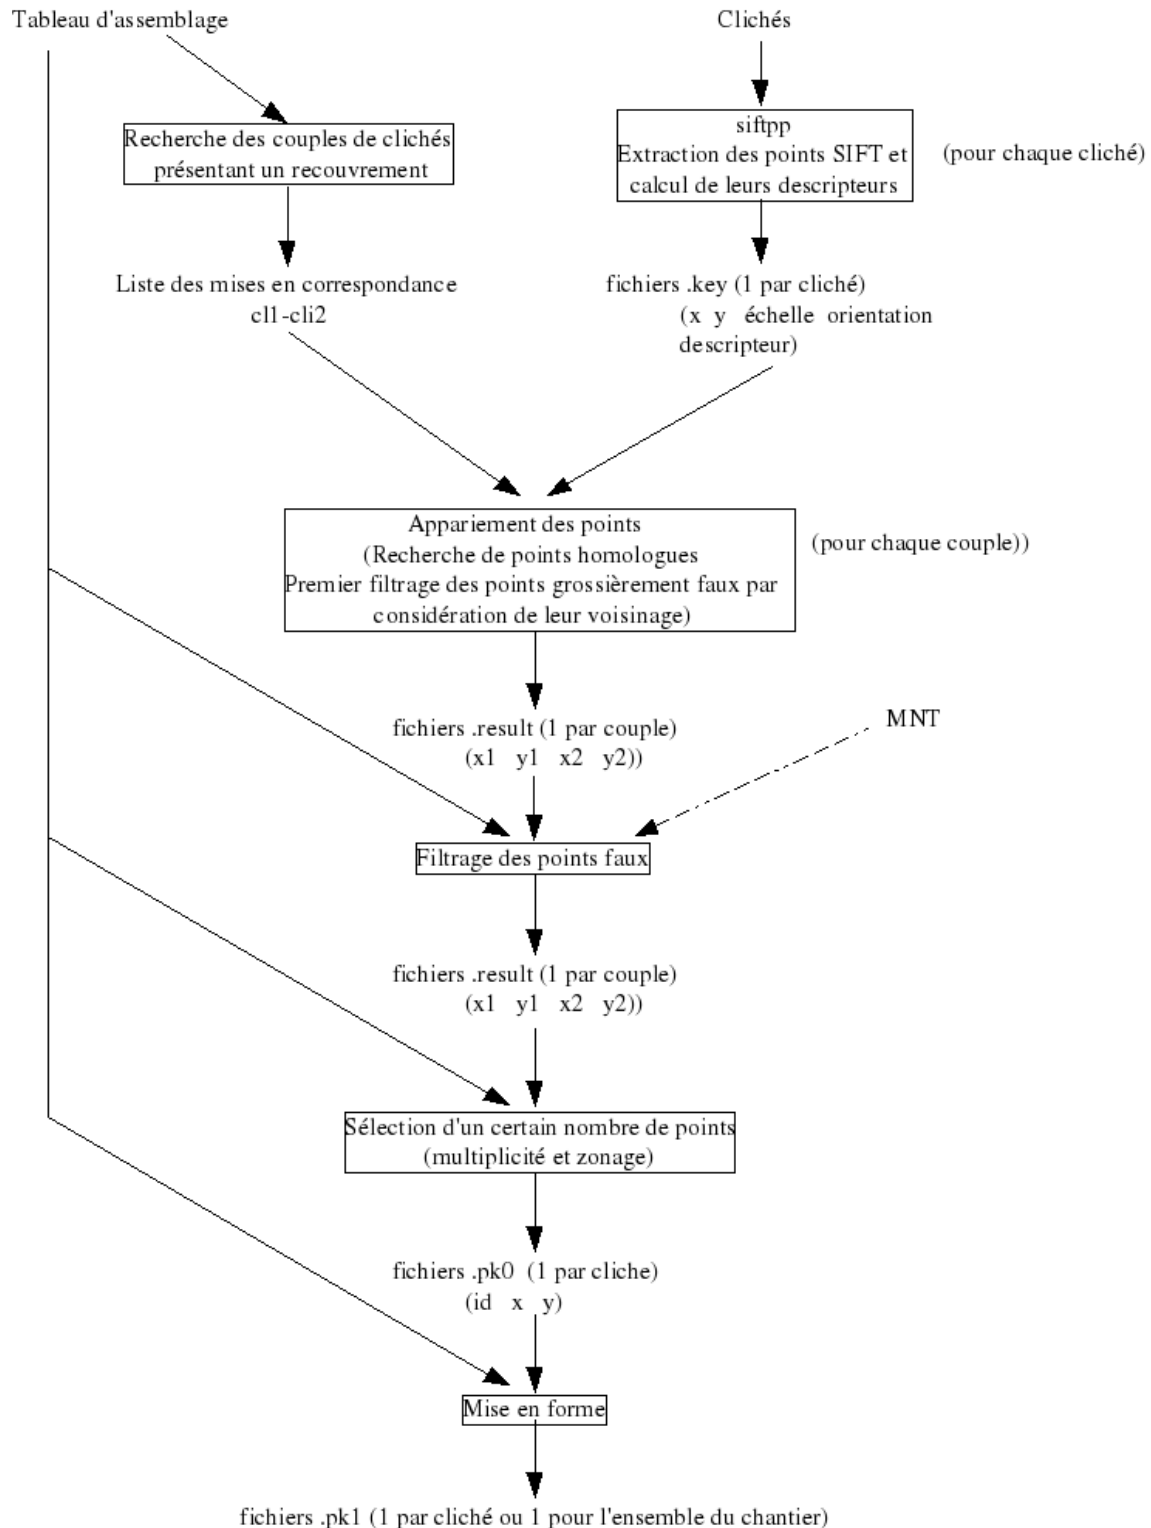 Tableau d'assemblage
Clichés
Recherche des couples de clichés
présentant un recouvrement
siftpp
Extraction des points SIFT et
calcul de leurs descripteurs
(pour chaque cliché)
Liste des mises en correspondance
cl1-cli2
fichiers .key (1 par cliché)
(x y échelle orientation
descripteur)
Appariement des points
(Recherche de points homologues
Premier filtrage des points grossièrement faux par
considération de leur voisinage)
(pour chaque couple))
fichiers .result (1 par couple)
(x1 y1 x2 y2))
MNT
Filtrage des points faux
fichiers .result (1 par couple)
(x1 y1 x2 y2))
Sélection d'un certain nombre de points
(multiplicité et zonage)
fichiers .pk0 (1 par cliche)
(id x y)
Mise en forme
fichiers .pk1 (1 par cliché ou 1 pour l'ensemble du chantier)